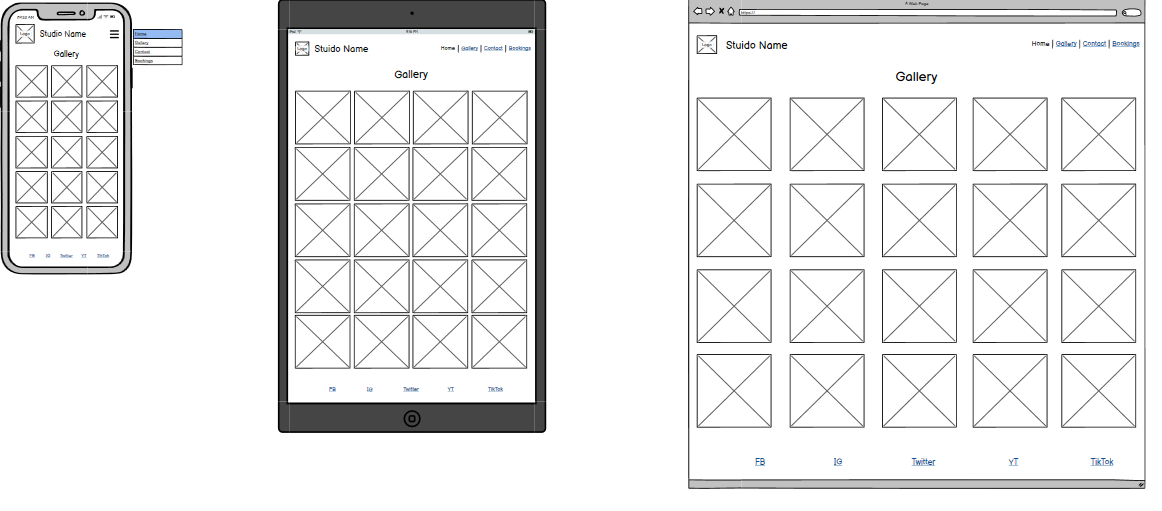 Logo
Studio Name
Gallery
Home
Gallery
Contact
Bookings
FB IG Twitter YT TikTok
Logo
Stuido Name
Home | Gallery | Contact | Bookings
Gallery
FB IG Twitter YT TikTok
A Web Page
https://
Logo
Stuido Name
Home | Gallery | Contact | Bookings
Gallery
FB IG Twitter YT TikTok